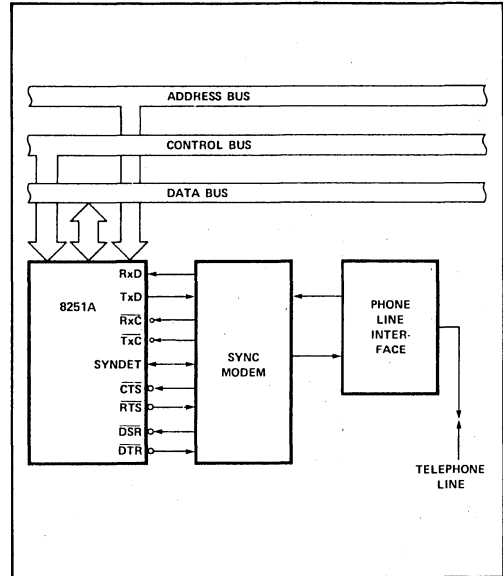 ADDRESS BUS
CONTROL BUS
DATA BUS
8251A
RxD
TxD
RxC
TxC
SYNDET
CTS
RTS
DSR
DTR
SYNC
MODEM
PHONE
LINE
INTER-
FACE
TELEPHONE
LINE